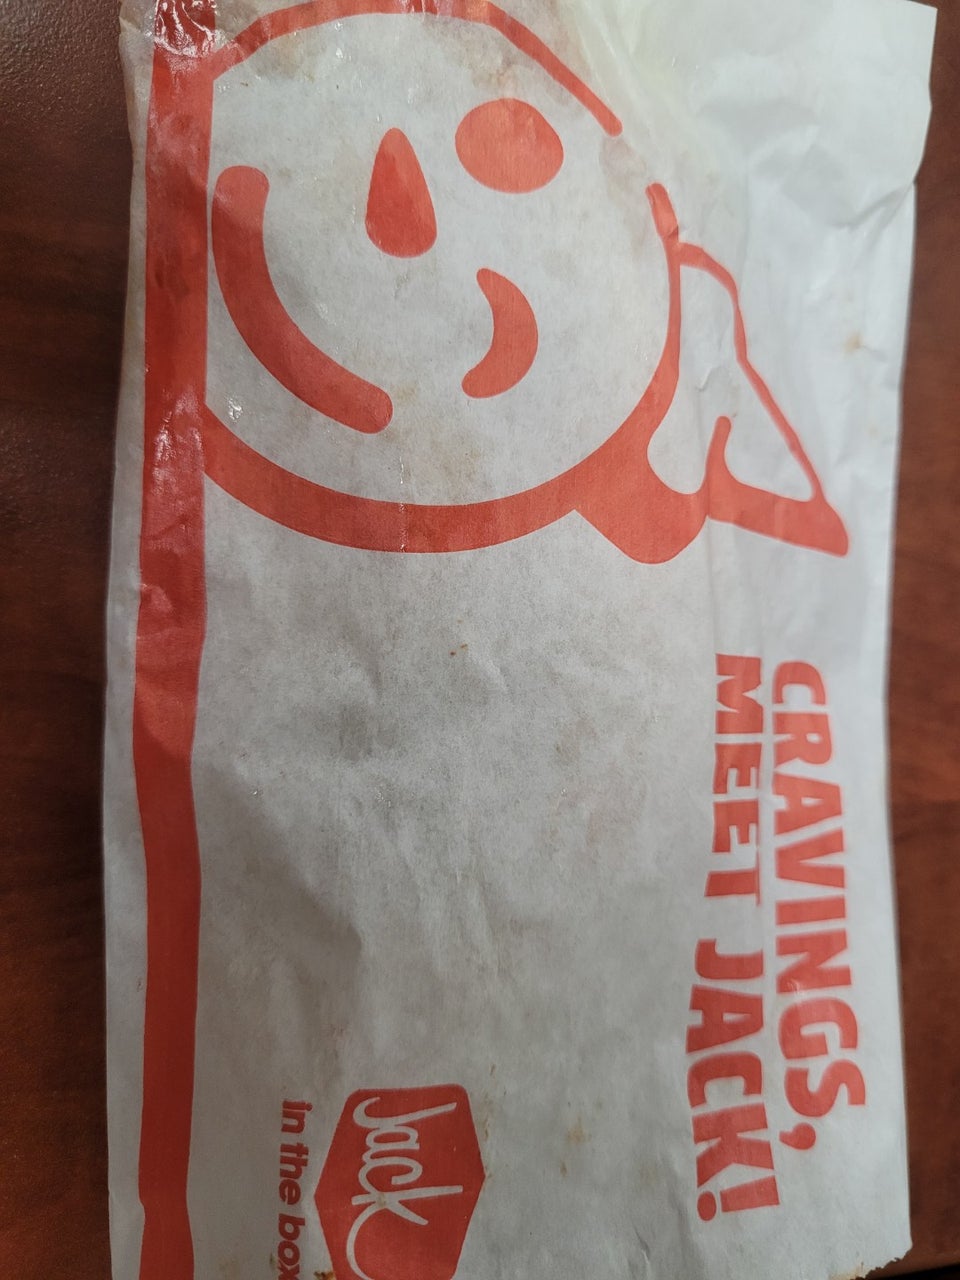 CRAVINGS,
MEET JACK!
Jack
in the box